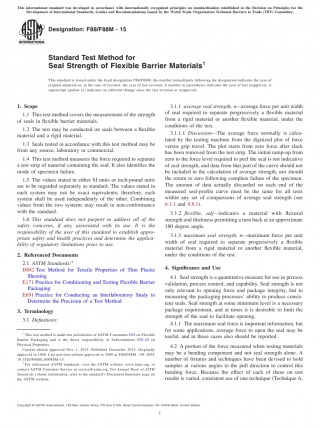 This international standard was developed in accordance with internationally recognized principles on standardization established in the Decision on Principles for the
Development of International Standards, Guides and Recommendations issued by the World Trade Organization Technical Barriers to Trade (TBT) Committee.
Designation: F88/F88M – 15
INTERNATIONAL
Standard Test Method for
Seal Strength of Flexible Barrier Materials¹
This standard is issued under the fixed designation F88/F88M; the number immediately following the designation indicates the year of
original adoption or, in the case of revision, the year of last revision. A number in parentheses indicates the year of last reapproval. A
superscript epsilon (ε) indicates an editorial change since the last revision or reapproval.
1. Scope
1.1 This test method covers the measurement of the strength
of seals in flexible barrier materials.
1.2 The test may be conducted on seals between a flexible
material and a rigid material.
1.3 Seals tested in accordance with this test method may be
from any source, laboratory or commercial.
1.4 This test method measures the force required to separate
a test strip of material containing the seal. It also identifies the
mode of specimen failure.
1.5 The values stated in either SI units or inch-pound units
are to be regarded separately as standard. The values stated in
each system may not be exact equivalents; therefore, each
system shall be used independently of the other. Combining
values from the two systems may result in non-conformance
with the standard.
1.6 This standard does not purport to address all of the
safety concerns, if any, associated with its use. It is the
responsibility of the user of this standard to establish appro-
priate safety and health practices and determine the applica-
bility of regulatory limitations prior to use.
2. Referenced Documents
2.1 ASTM Standards:²
D882 Test Method for Tensile Properties of Thin Plastic
Sheeting
E171 Practice for Conditioning and Testing Flexible Barrier
Packaging
E691 Practice for Conducting an Interlaboratory Study to
Determine the Precision of a Test Method
3. Terminology
3.1 Definitions:
¹ This test method is under the jurisdiction of ASTM Committee F02 on Flexible
Barrier Packaging and is the direct responsibility of Subcommittee F02.20 on
Physical Properties.
Current edition approved Nov. 1, 2015. Published December 2015. Originally
approved in 1968. Last previous edition approved in 2009 as F88/F88M – 09. DOI:
10.1520/F0088_F0088M-15.
² For referenced ASTM standards, visit the ASTM website, www.astm.org, or
contact ASTM Customer Service at service@astm.org. For Annual Book of ASTM
Standards volume information, refer to the standard's Document Summary page on
the ASTM website.
3.1.1 average seal strength, n—average force per unit width
of seal required to separate progressively a flexible material
from a rigid material or another flexible material, under the
conditions of the test.
3.1.1.1 Discussion—The average force normally is calcu-
lated by the testing machine from the digitized plot of force
versus grip travel. The plot starts from zero force after slack
has been removed from the test strip. The initial ramp-up from
zero to the force level required to peel the seal is not indicative
of seal strength, and data from that part of the curve should not
be included in the calculation of average strength, nor should
the return to zero following complete failure of the specimen.
The amount of data actually discarded on each end of the
measured seal-profile curve must be the same for all tests
within any set of comparisons of average seal strength (see
6.1.1 and 9.8.1).
3.1.2 flexible, adj—indicates a material with flexural
strength and thickness permitting a turn back at an approximate
180 degree angle.
3.1.3 maximum seal strength, n—maximum force per unit
width of seal required to separate progressively a flexible
material from a rigid material or another flexible material,
under the conditions of the test.
4. Significance and Use
4.1 Seal strength is a quantitative measure for use in process
validation, process control, and capability. Seal strength is not
only relevant to opening force and package integrity, but to
measuring the packaging processes' ability to produce consis-
tent seals. Seal strength at some minimum level is a necessary
package requirement, and at times it is desirable to limit the
strength of the seal to facilitate opening.
4.1.1 The maximum seal force is important information, but
for some applications, average force to open the seal may be
useful, and in those cases also should be reported.
4.2 A portion of the force measured when testing materials
may be a bending component and not seal strength alone. A
number of fixtures and techniques have been devised to hold
samples at various angles to the pull direction to control this
bending force. Because the effect of each of these on test
results is varied, consistent use of one technique (Technique A,
Copyright © ASTM International, 100 Barr Harbor Drive, PO Box C700, West Conshohocken, PA 19428-2959. United States
1